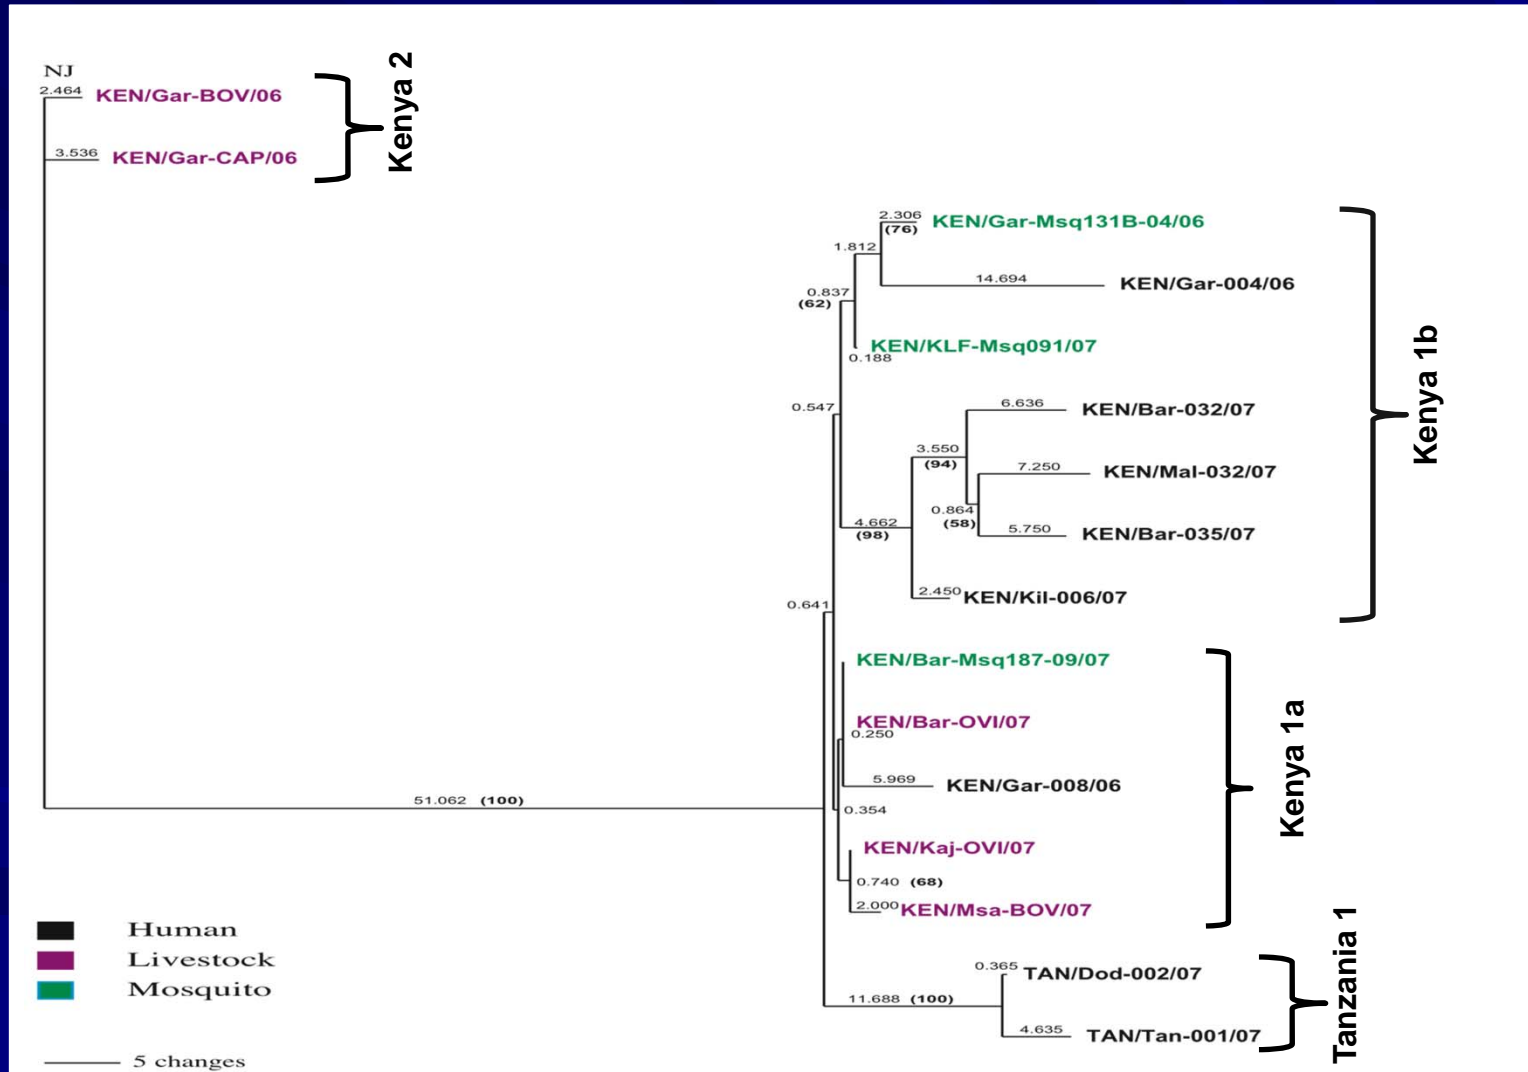 NJ
2.464 KEN/Gar-BOV/06
3.536 KEN/Gar-CAP/06
Kenya 2
2.306 KEN/Gar-Msq131B-04/06
(76)
1.812
14.694 KEN/Gar-004/06
0.837
(62)
KEN/KLF-Msq091/07
0.188
0.547
6.636 KEN/Bar-032/07
3.550
(94)
7.250 KEN/Mal-032/07
0.864
(58)
5.750 KEN/Bar-035/07
4.662
(98)
2.450 KEN/Kil-006/07
Kenya 1b
0.641
KEN/Bar-Msq187-09/07
KEN/Bar-OVI/07
0.250
5.969 KEN/Gar-008/06
0.354
KEN/Kaj-OVI/07
0.740 (68)
2.000 KEN/Msa-BOV/07
Kenya 1a
51.062 (100)
0.365 TAN/Dod-002/07
11.688 (100)
4.635 TAN/Tan-001/07
Tanzania 1
Human
Livestock
Mosquito
5 changes